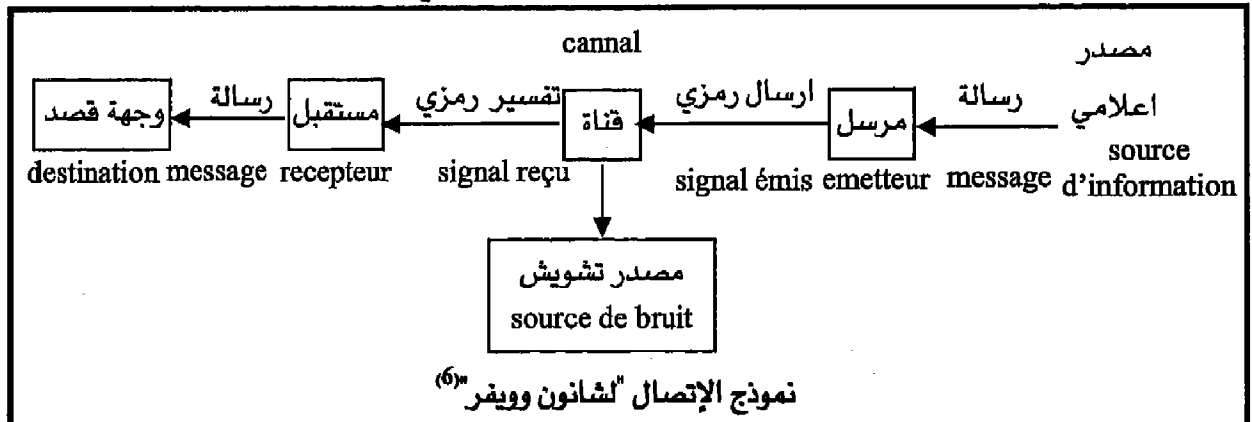 cannal
مصدر
اعلامي
source
d'information
رسالة
message
مرسل
emetteur
ارسال رمزي
signal émis
قناة
تفسير رمزي
signal reçu
مستقبل
recepteur
رسالة
message
وجهة قصد
destination
مصدر تشويش
source de bruit
نموذج الإتصال "لشانون وويفر"(6)